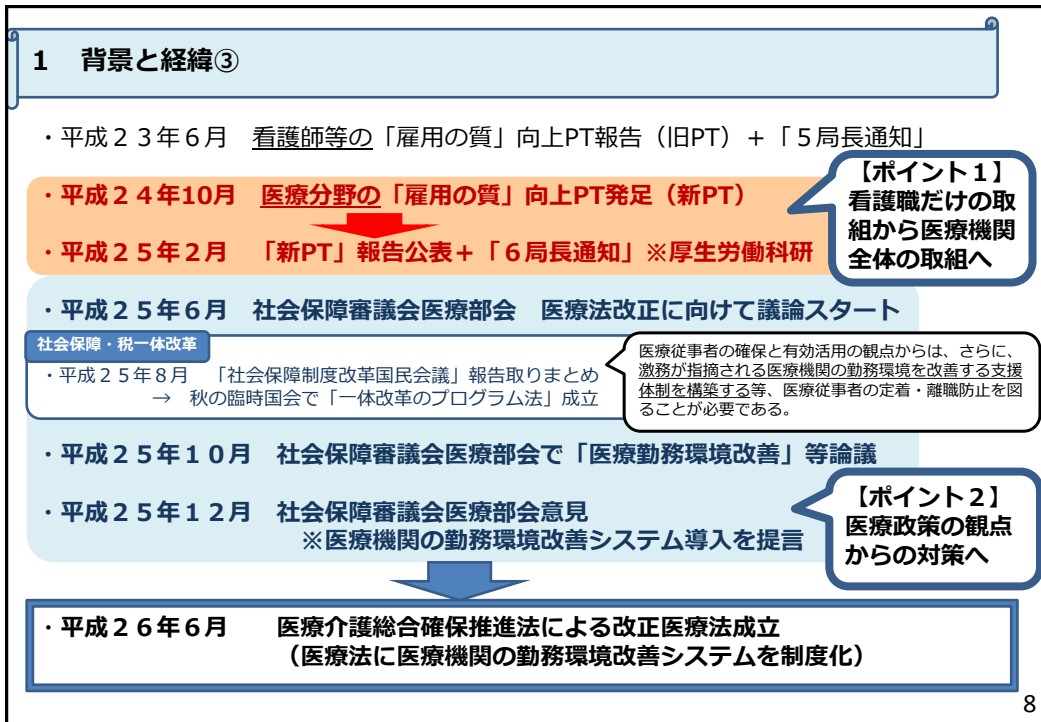 1 背景と経緯③
・平成２３年６月 看護師等の「雇用の質」向上PT報告（旧PT）＋「５局長通知」
【ポイント１】
看護職だけの取
組から医療機関
全体の取組へ
・平成２４年10月 医療分野の「雇用の質」向上PT発足（新PT）
・平成２５年２月 「新PT」報告公表＋「６局長通知」※厚生労働科研
・平成２５年６月 社会保障審議会医療部会 医療法改正に向けて議論スタート
社会保障・税一体改革
・平成２５年８月 「社会保障制度改革国民会議」報告取りまとめ
→ 秋の臨時国会で「一体改革のプログラム法」成立
医療従事者の確保と有効活用の観点からは、さらに、
激務が指摘される医療機関の勤務環境を改善する支援
体制を構築する等、医療従事者の定着・離職防止を図
ることが必要である。
・平成２５年１０月 社会保障審議会医療部会で「医療勤務環境改善」等論議
・平成２５年１２月 社会保障審議会医療部会意見
※医療機関の勤務環境改善システム導入を提言
【ポイント２】
医療政策の観点
からの対策へ
・平成２６年６月 医療介護総合確保推進法による改正医療法成立
（医療法に医療機関の勤務環境改善システムを制度化）
8